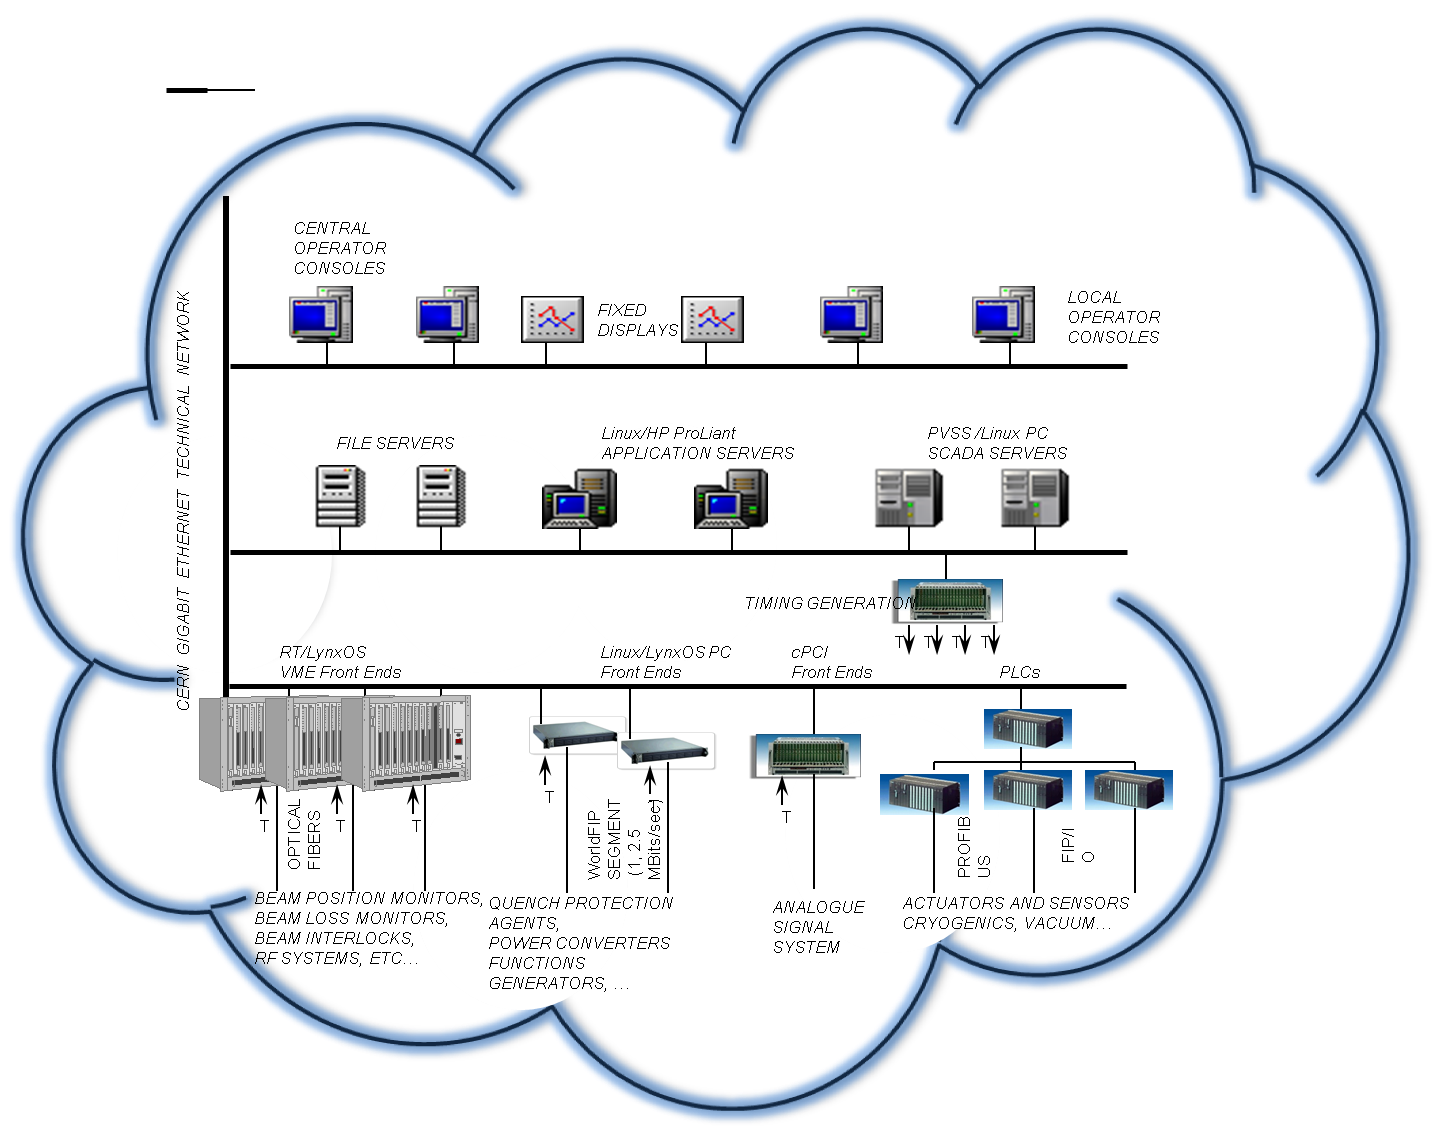 CENTRAL
OPERATOR
CONSOLES
FIXED
DISPLAYS
LOCAL
OPERATOR
CONSOLES
CERN GIGABIT ETHERNET TECHNICAL NETWORK
FILE SERVERS
Linux/HP ProLiant
APPLICATION SERVERS
PVSS /Linux PC
SCADA SERVERS
TIMING GENERATION
T
T
T
T
RT/LynxOS
VME Front Ends
Linux/LynxOS PC
Front Ends
cPCI
Front Ends
PLCs
T
T
T
T
T
OPTICAL
FIBERS
WorldFIP
SEGMENT
(1, 2.5
MBits/sec)
PROFIB
US
FIP/I
O
BEAM POSITION MONITORS,
BEAM LOSS MONITORS,
BEAM INTERLOCKS,
RF SYSTEMS, ETC…
QUENCH PROTECTION
AGENTS,
POWER CONVERTERS
FUNCTIONS
GENERATORS, …
ANALOGUE
SIGNAL
SYSTEM
ACTUATORS AND SENSORS
CRYOGENICS, VACUUM…